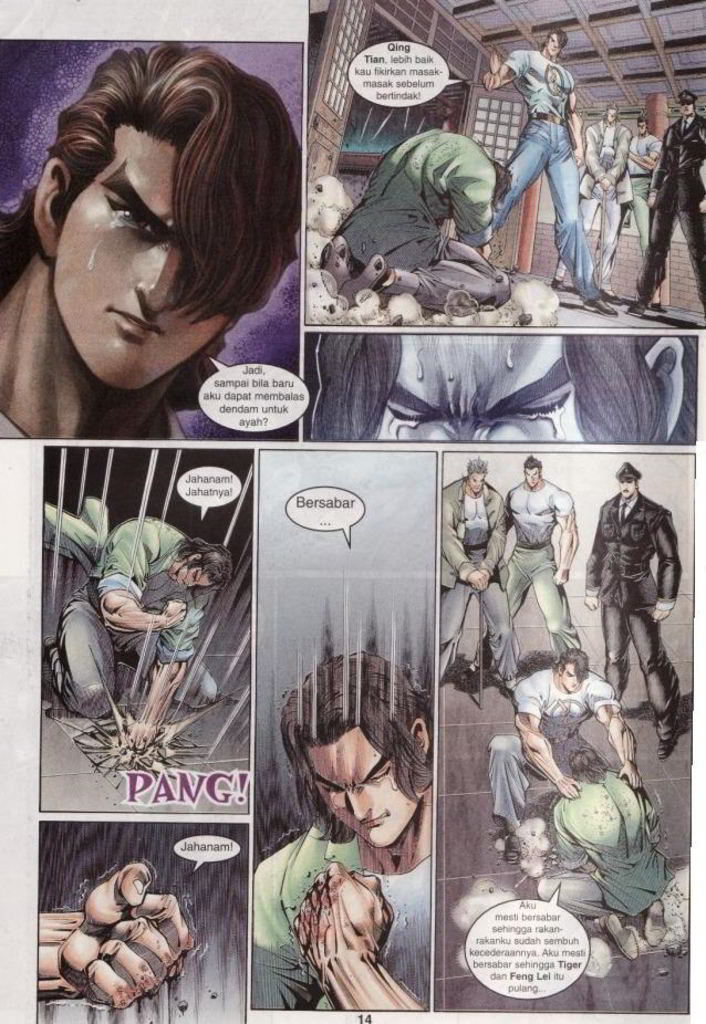 Qing
Tian, lebih baik
kau fikirkan masak-
masak sebelum
bertindak!
Jadi,
sampai bila baru
aku dapat membalas
dendam untuk
ayah?
Jahanam!
Jahatnya!
PANG!
Jahanam!
Bersabar
...
Aku
mesti bersabar
sehingga rakan-
rakanku sudah sembuh
kecederaannya. Aku mesti
bersabar sehingga Tiger
dan Feng Lei itu
pulang...
14